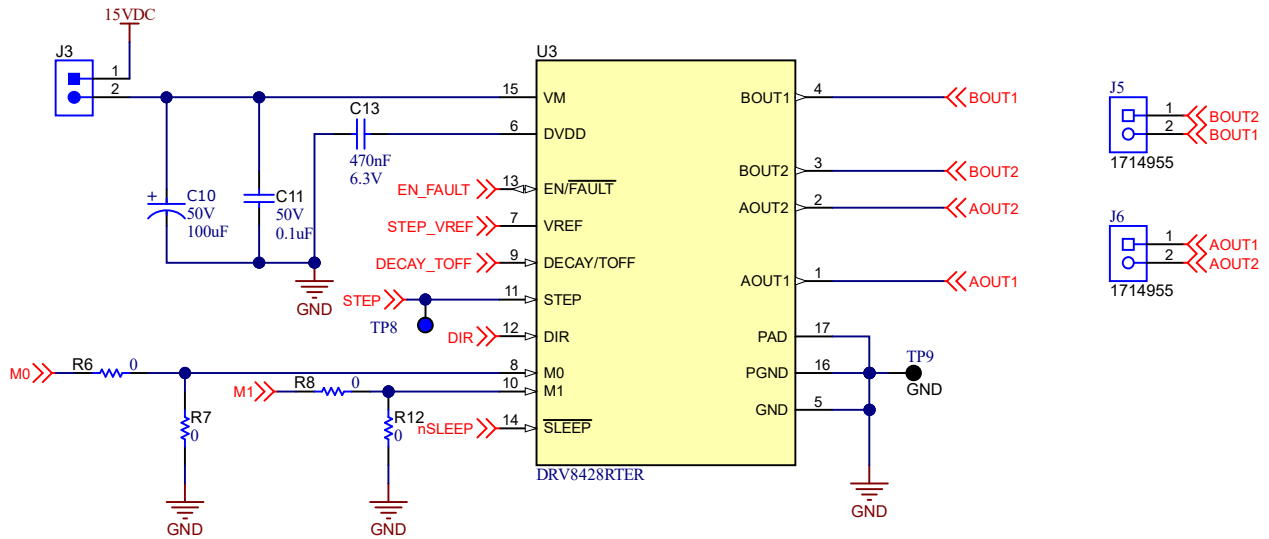 15VDC
J3
1
2
C10
50V
100uF
C11
50V
0.1uF
GND
C13
470nF
6.3V
EN_FAULT
STEP_VREF
DECAY_TOFF
STEP
TP8
DIR
M0
R6
0
R7
0
GND
M1
R8
0
R12
0
GND
nSLEEP
U3
15
VM
6
DVDD
13
EN/FAULT
7
VREF
9
DECAY/TOFF
11
STEP
12
DIR
8
M0
10
M1
14
SLEEP
DRV8428RTER
BOUT1
4
BOUT1
BOUT2
3
BOUT2
AOUT2
2
AOUT2
AOUT1
1
AOUT1
PAD
17
PGND
16
GND
5
TP9
GND
GND
J5
1
BOUT2
2
BOUT1
1714955
J6
1
AOUT1
2
AOUT2
1714955